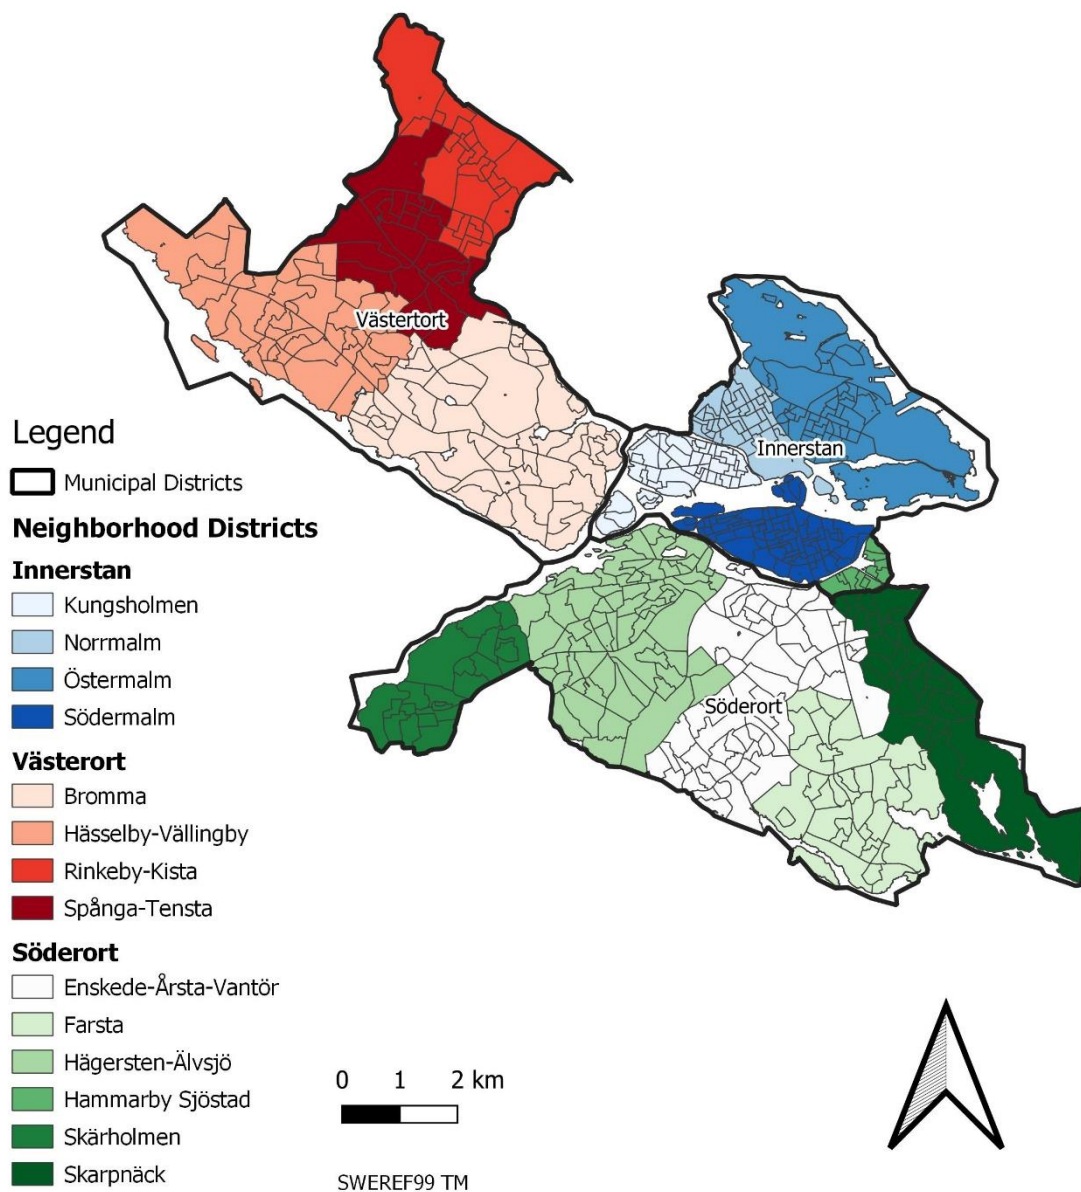 Västertort
Innerstan
Söderort
Legend
Municipal Districts
Neighborhood Districts
Innerstan
Kungsholmen
Norrmalm
Östermalm
Södermalm
Västerort
Bromma
Hässelby-Vällingby
Rinkeby-Kista
Spånga-Tensta
Söderort
Enskede-Årsta-Vantör
Farsta
Hägersten-Älvsjö
Hammarby Sjöstad
Skärholmen
Skarpnäck
0 1 2 km
SWEREF99 TM